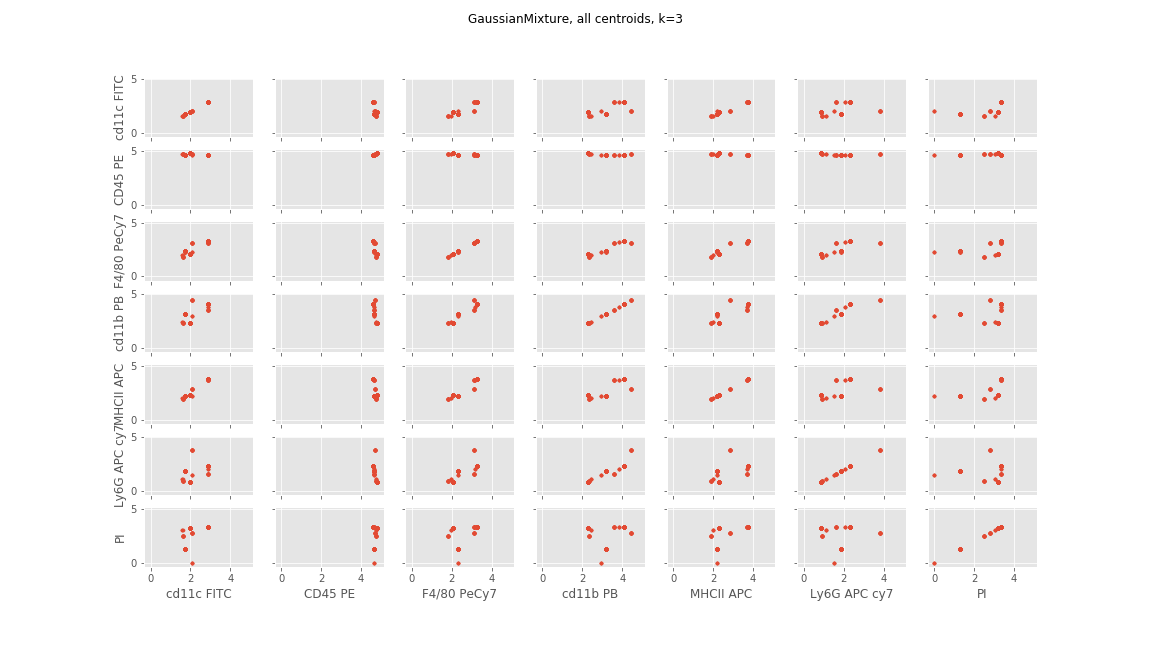 GaussianMixture, all centroids, k=3
cd11c FITC
5
0
CD45 PE
5
0
F4/80 PeCy7
5
0
cd11b PB
5
0
MHCII APC
5
0
Ly6G APC cy7
5
0
PI
5
0
0 2 4 0 2 4 0 2 4 0 2 4 0 2 4 0 2 4 0 2 4
cd11c FITC CD45 PE F4/80 PeCy7 cd11b PB MHCII APC Ly6G APC cy7 PI